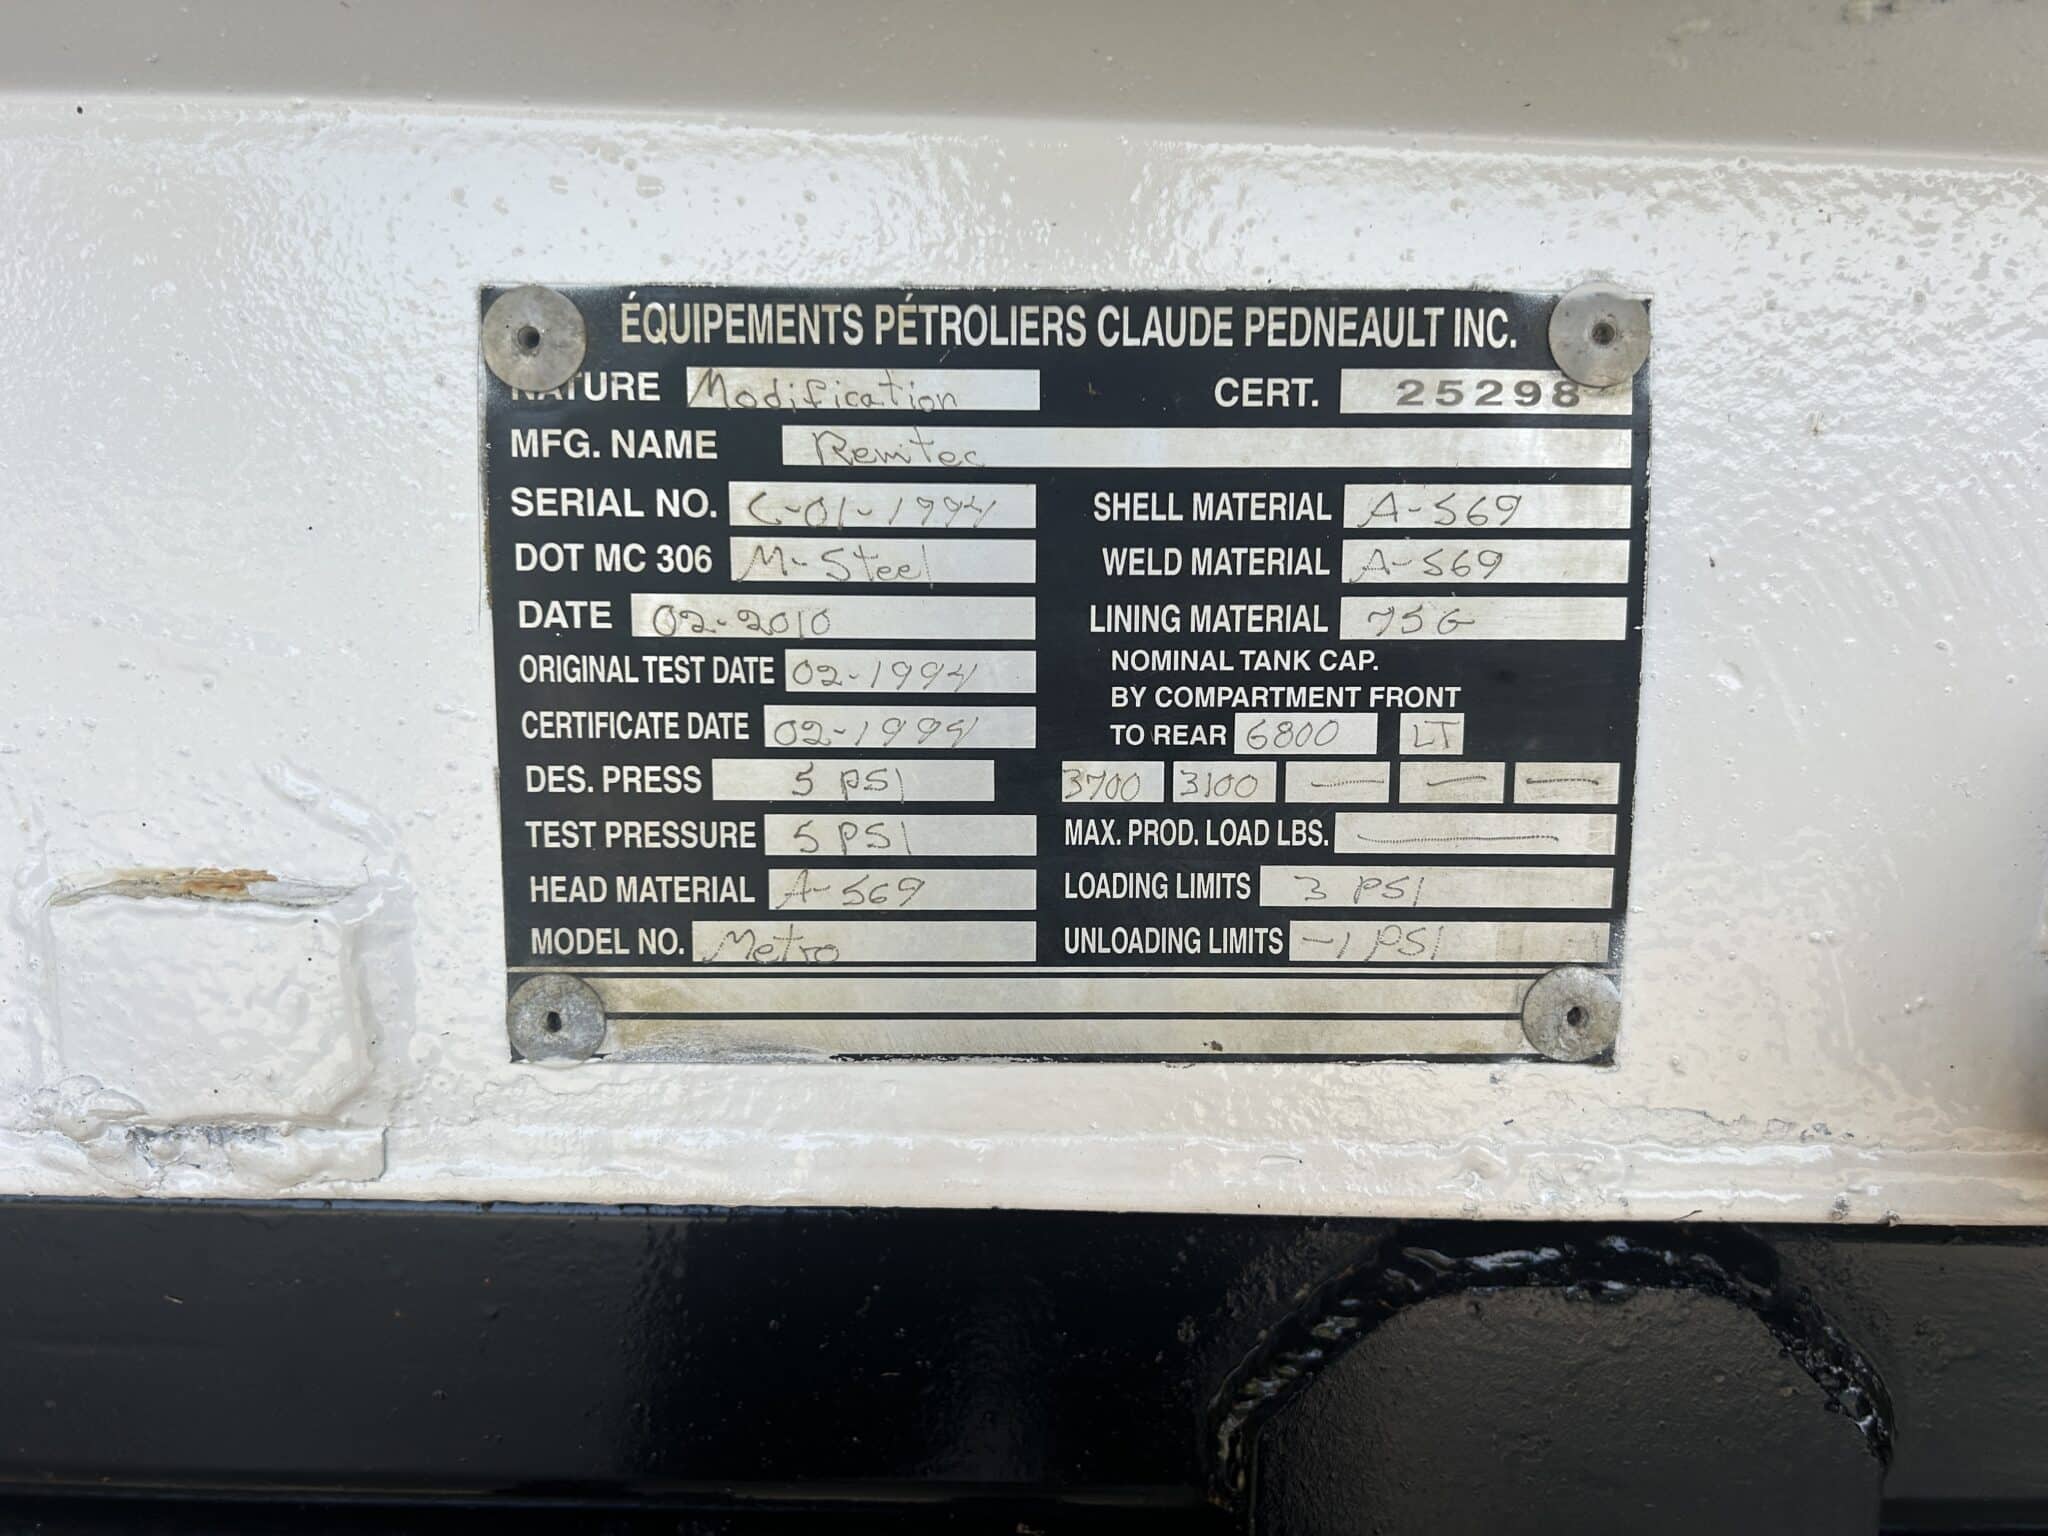 ÉQUIPEMENTS PÉTROLIERS CLAUDE PEDNEAULT INC.
NATURE Modification CERT. 25298
MFG. NAME Remtec
SERIAL NO. C-01-1994 SHELL MATERIAL A-569
DOT MC 306 M-Steel WELD MATERIAL A-569
DATE 02-2010 LINING MATERIAL 75G
ORIGINAL TEST DATE 02-1994 NOMINAL TANK CAP.
BY COMPARTMENT FRONT
CERTIFICATE DATE 02-1994 TO REAR 6800 LT
DES. PRESS 5 PSI 3700 3100 — — —
TEST PRESSURE 5 PSI MAX. PROD. LOAD LBS. —
HEAD MATERIAL A-569 LOADING LIMITS 3 PSI
MODEL NO. Metro UNLOADING LIMITS -1 PSI